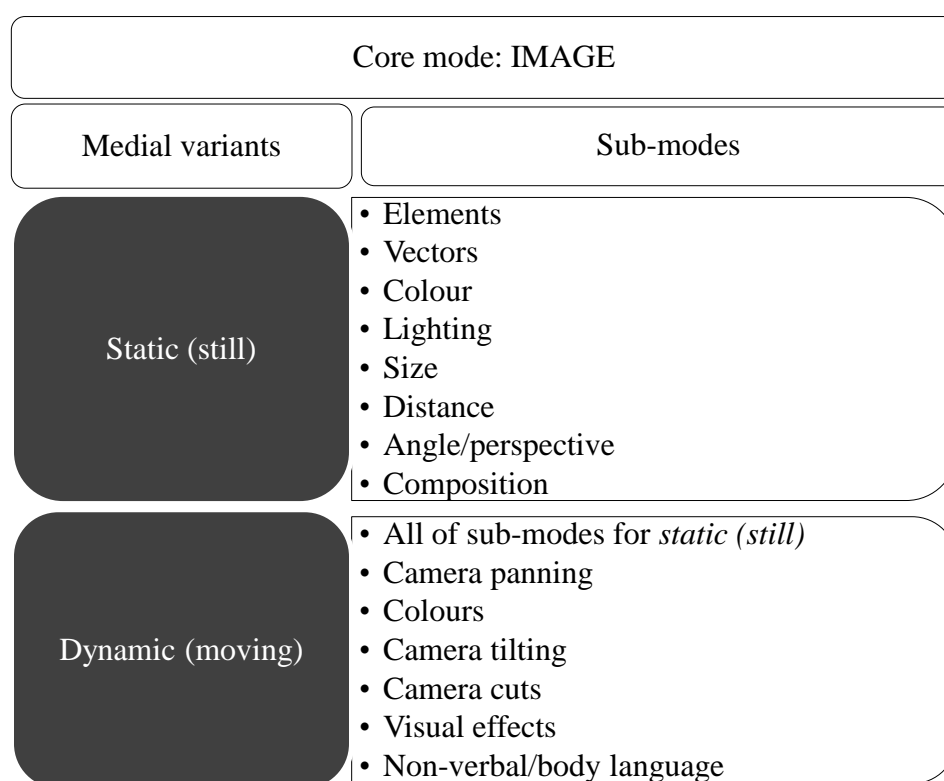 Core mode: IMAGE
Medial variants
Sub-modes
Static (still)
• Elements
• Vectors
• Colour
• Lighting
• Size
• Distance
• Angle/perspective
• Composition
Dynamic (moving)
• All of sub-modes for static (still)
• Camera panning
• Colours
• Camera tilting
• Camera cuts
• Visual effects
• Non-verbal/body language